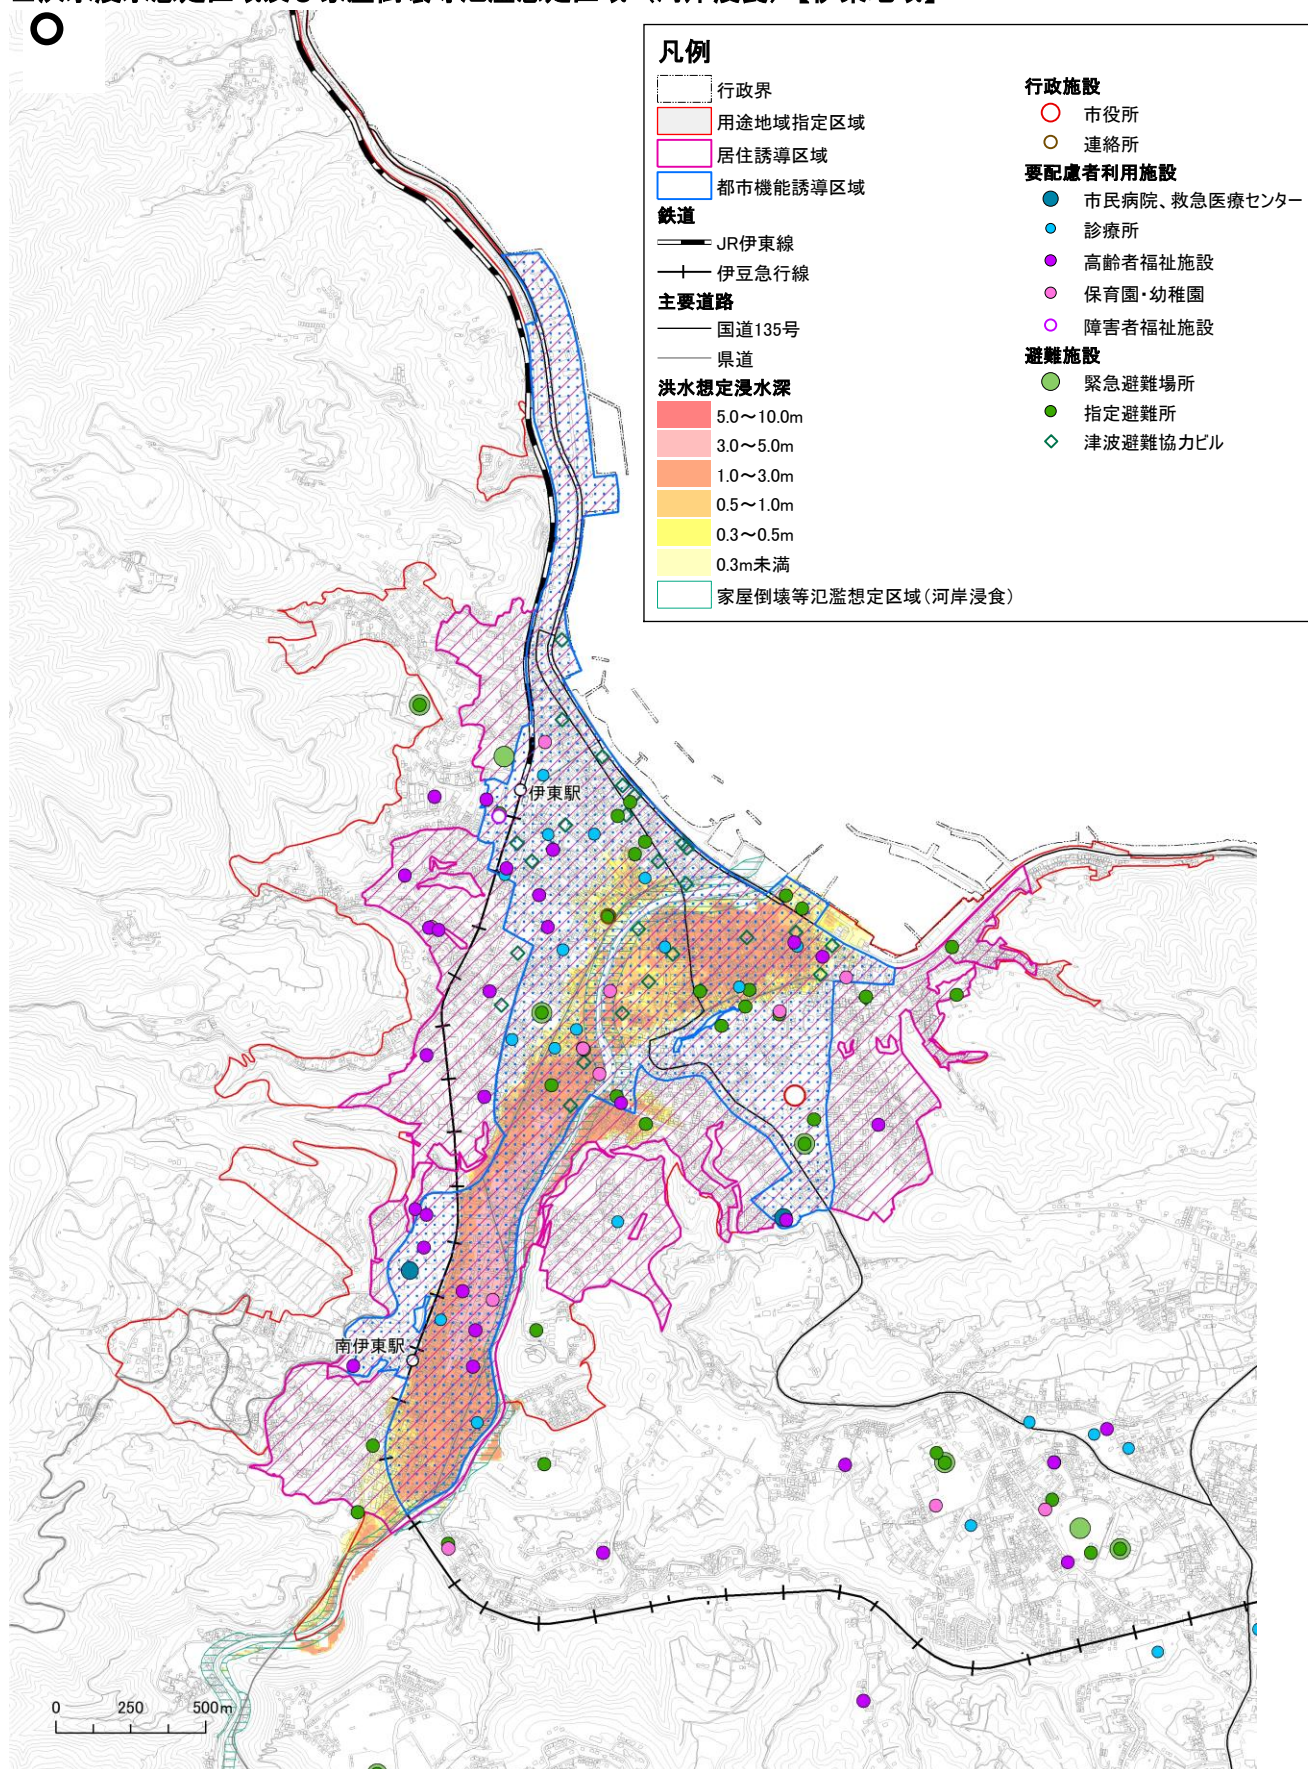 凡例
行政界
用途地域指定区域
居住誘導区域
都市機能誘導区域
鉄道
JR伊東線
伊豆急行線
主要道路
国道135号
県道
洪水想定浸水深
5.0～10.0m
3.0～5.0m
1.0～3.0m
0.5～1.0m
0.3～0.5m
0.3m未満
家屋倒壊等氾濫想定区域（河岸浸食）
行政施設
市役所
連絡所
要配慮者利用施設
市民病院、救急医療センター
診療所
高齢者福祉施設
保育園・幼稚園
障害者福祉施設
避難施設
緊急避難場所
指定避難所
津波避難協力ビル
伊東駅
南伊東駅
0 250 500m